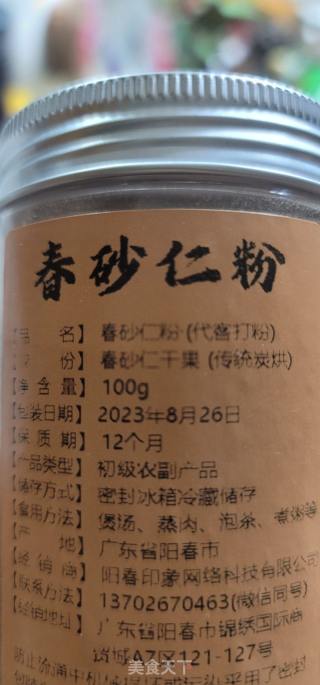 春砂仁粉
品 名】春砂仁粉 (代客打粉)
份】春砂仁干果 (传统炭烘)
【净 含 量】100g
【包装日期】2023年8月26日
【保 质 期】12个月
【产品类型】初级农副产品
【储存方式】密封冰箱冷藏储存
【食用方法】煲汤、蒸肉、泡茶、煮粥等
【产 地】广东省阳春市
【经 销 商】阳春印象网络科技有限公司
【联系方法】13702670463(微信同号)
【经销地址】广东省阳春市锦绣国际商
贸城A7区121-127号
美食天下